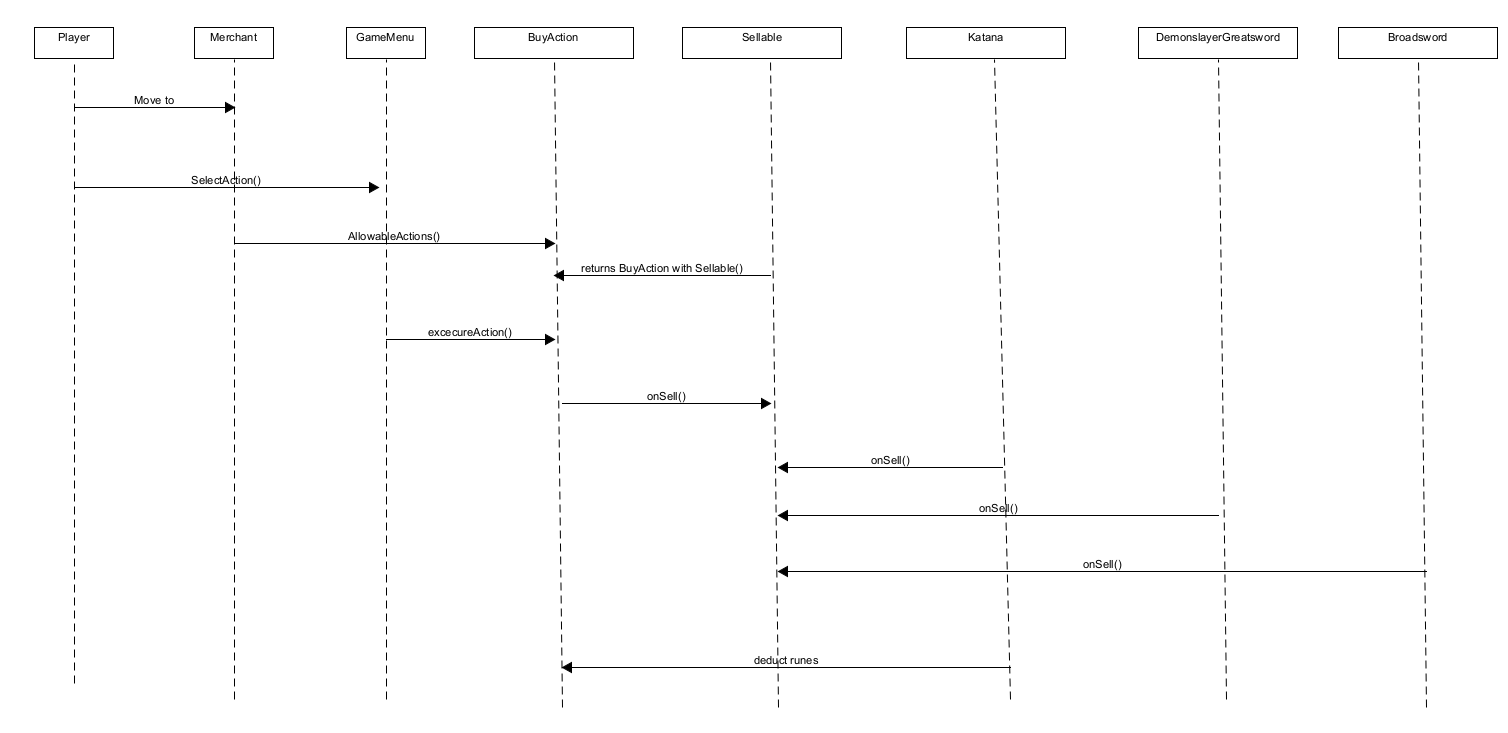 Player
Merchant
GameMenu
BuyAction
Sellable
Katana
DemonslayerGreatsword
Broadsword
Move to
SelectAction()
AllowableActions()
returns BuyAction with Sellable()
excecureAction()
onSell()
onSell()
onSell()
onSell()
deduct runes